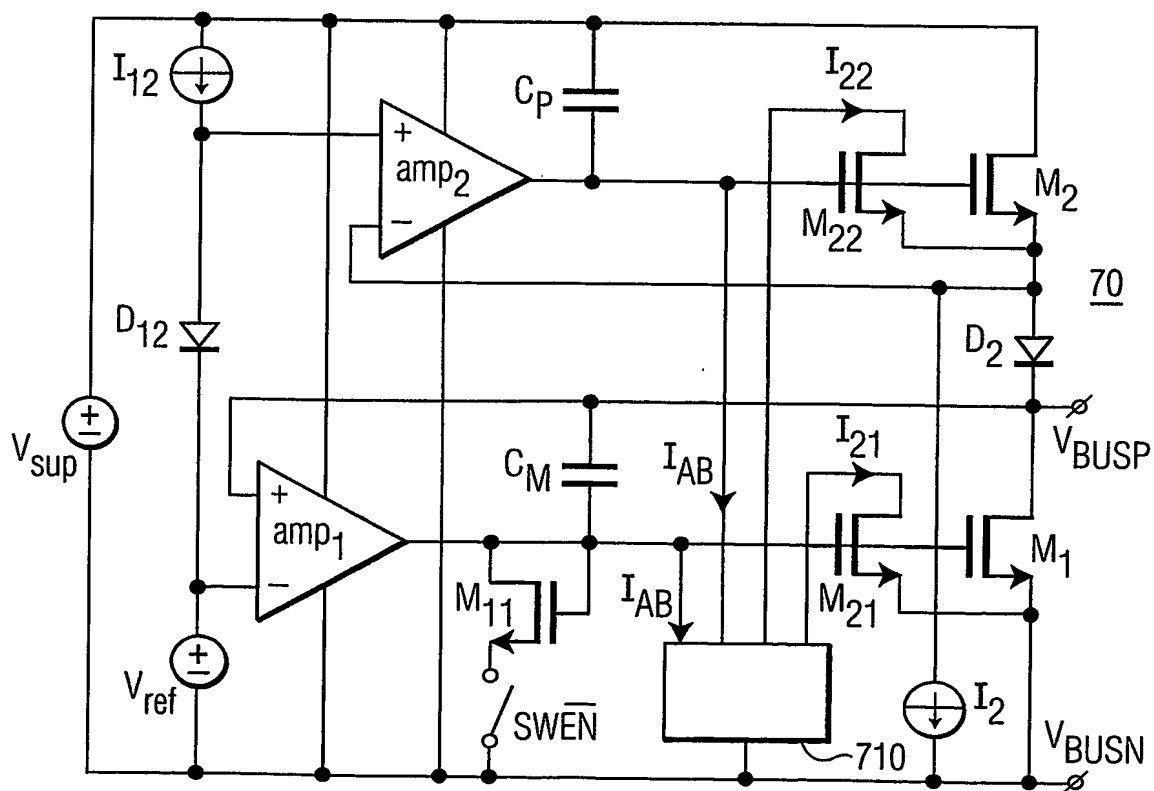 I12
CP
I22
+
amp2
−
M22
M2
70
D12
D2
+
−
Vsup
VBUSP
CM
IAB
I21
+
amp1
−
M11
IAB
M21
M1
+
−
Vref
SWEN̅
710
I2
VBUSN